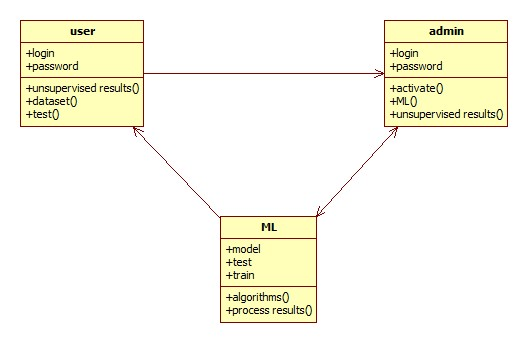 user
+login
+password
+unsupervised results()
+dataset()
+test()
admin
+login
+password
+activate()
+ML()
+unsupervised results()
ML
+model
+test
+train
+algorithms()
+process results()